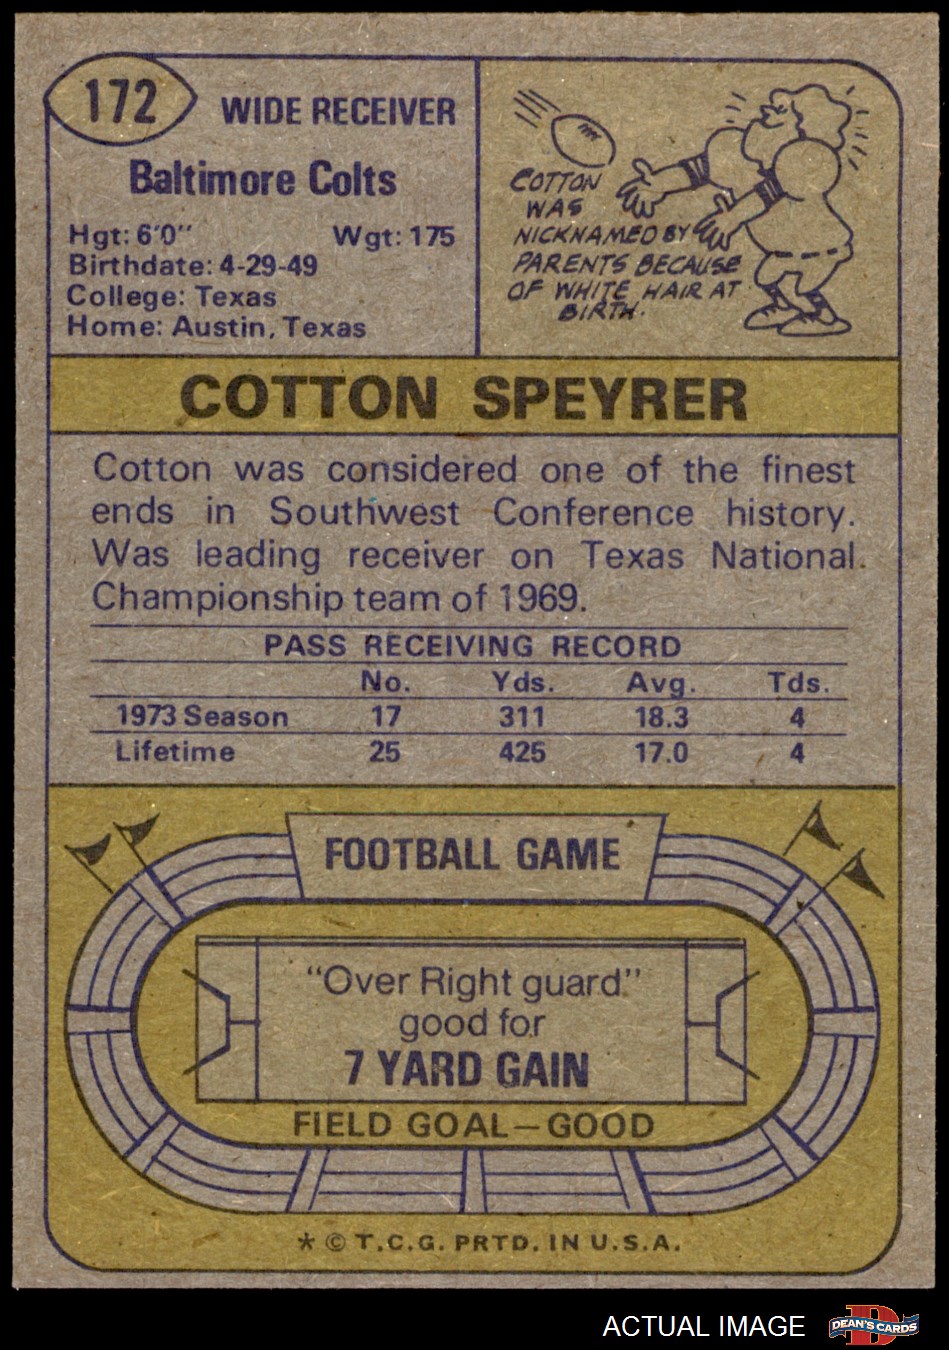 172
WIDE RECEIVER
Baltimore Colts
Hgt: 6'0" Wgt: 175
Birthdate: 4-29-49
College: Texas
Home: Austin, Texas
COTTON
WAS
NICKNAMED BY
PARENTS BECAUSE
OF WHITE HAIR AT
BIRTH.
COTTON SPEYRER
Cotton was considered one of the finest
ends in Southwest Conference history.
Was leading receiver on Texas National
Championship team of 1969.
PASS RECEIVING RECORD
No. Yds. Avg. Tds.
1973 Season 17 311 18.3 4
Lifetime 25 425 17.0 4
FOOTBALL GAME
"Over Right guard"
good for
7 YARD GAIN
FIELD GOAL—GOOD
* © T.C.G. PRTD. IN U.S.A.
ACTUAL IMAGE
D
DEAN'S CARDS